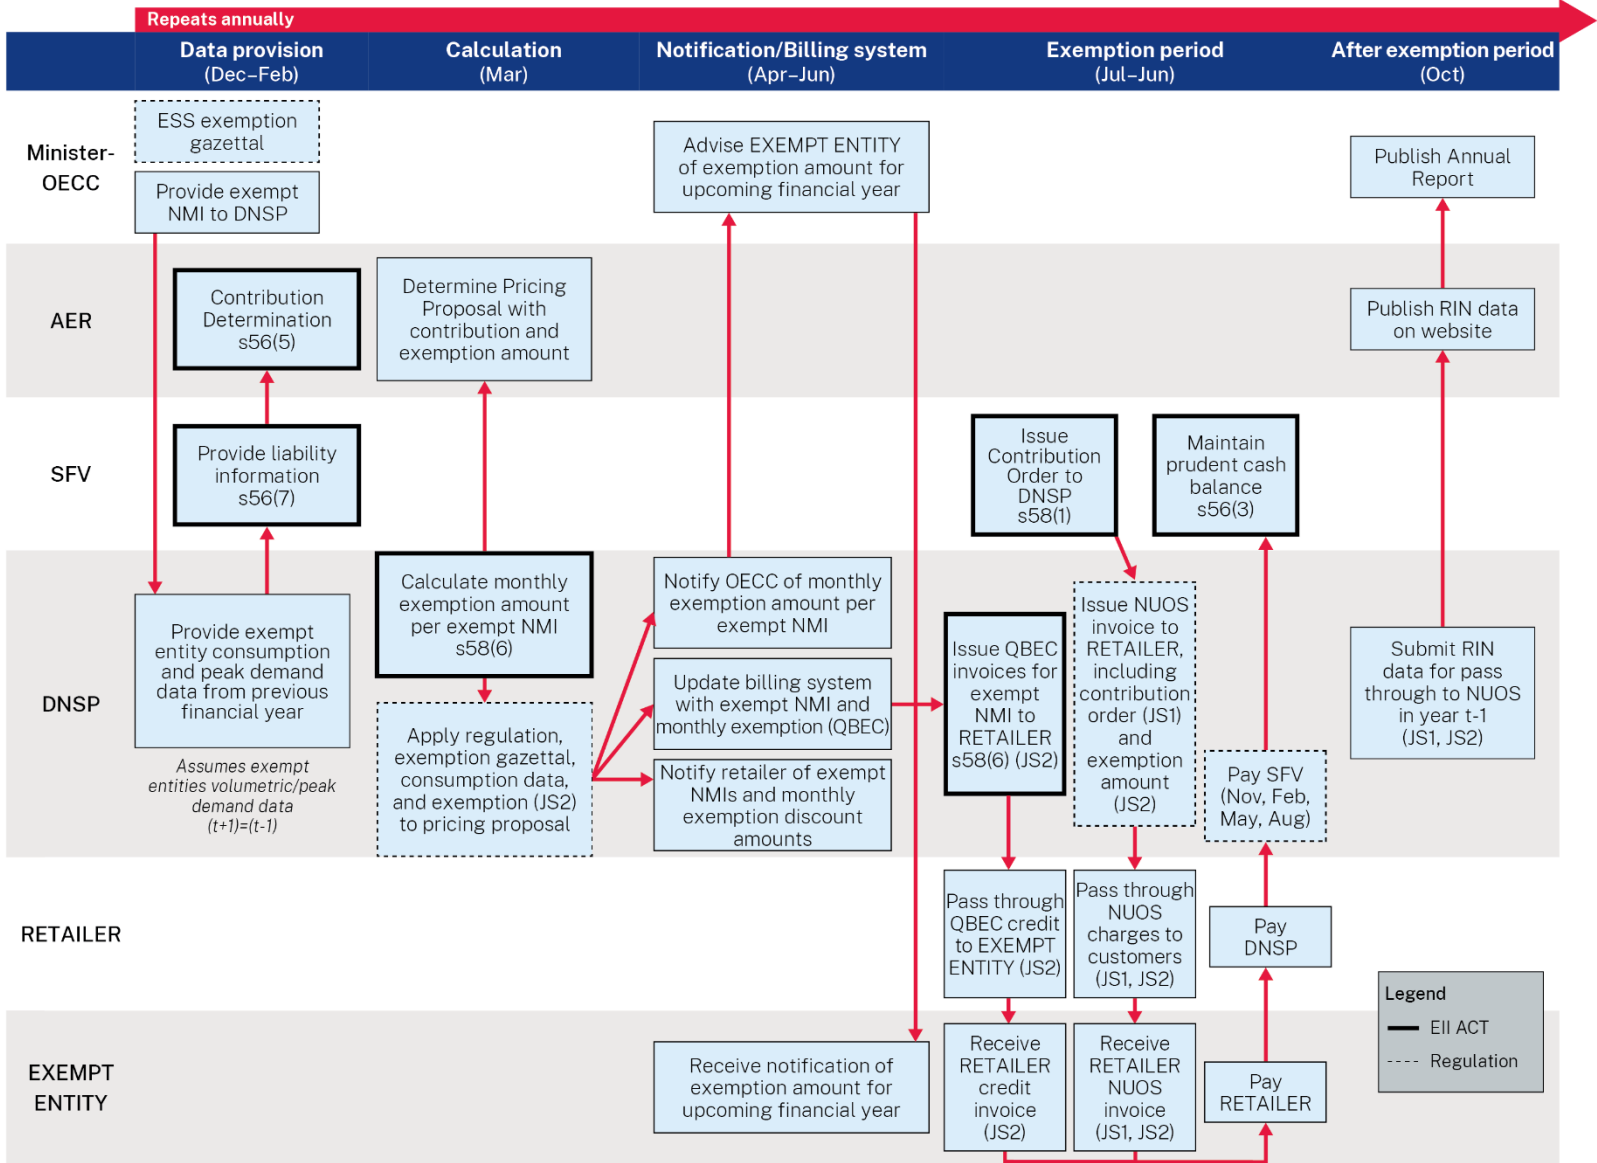 Repeats annually
Data provision
(Dec–Feb)
Calculation
(Mar)
Notification/Billing system
(Apr–Jun)
Exemption period
(Jul–Jun)
After exemption period
(Oct)
Minister-
OECC
ESS exemption
gazettal
Provide exempt
NMI to DNSP
Advise EXEMPT ENTITY
of exemption amount for
upcoming financial year
Publish Annual
Report
AER
Contribution
Determination
s56(5)
Determine Pricing
Proposal with
contribution and
exemption amount
Publish RIN data
on website
SFV
Provide liability
information
s56(7)
Issue
Contribution
Order to
DNSP
s58(1)
Maintain
prudent cash
balance
s56(3)
DNSP
Provide exempt
entity consumption
and peak demand
data from previous
financial year
Assumes exempt
entities volumetric/peak
demand data
(t+1)=(t-1)
Calculate monthly
exemption amount
per exempt NMI
s58(6)
Apply regulation,
exemption gazettal,
consumption data,
and exemption (JS2)
to pricing proposal
Notify OECC of monthly
exemption amount per
exempt NMI
Update billing system
with exempt NMI and
monthly exemption (QBEC)
Notify retailer of exempt
NMIs and monthly
exemption discount
amounts
Issue QBEC
invoices for
exempt
NMI to
RETAILER
s58(6) (JS2)
Issue NUOS
invoice to
RETAILER,
including
contribution
order (JS1)
and
exemption
amount
(JS2)
Pay SFV
(Nov, Feb,
May, Aug)
Submit RIN
data for pass
through to NUOS
in year t-1
(JS1, JS2)
RETAILER
Pass through
QBEC credit
to EXEMPT
ENTITY (JS2)
Pass through
NUOS
charges to
customers
(JS1, JS2)
Pay
DNSP
EXEMPT
ENTITY
Receive notification of
exemption amount for
upcoming financial year
Receive
RETAILER
credit
invoice
(JS2)
Receive
RETAILER
NUOS
invoice
(JS1, JS2)
Pay
RETAILER
Legend
EII ACT
Regulation